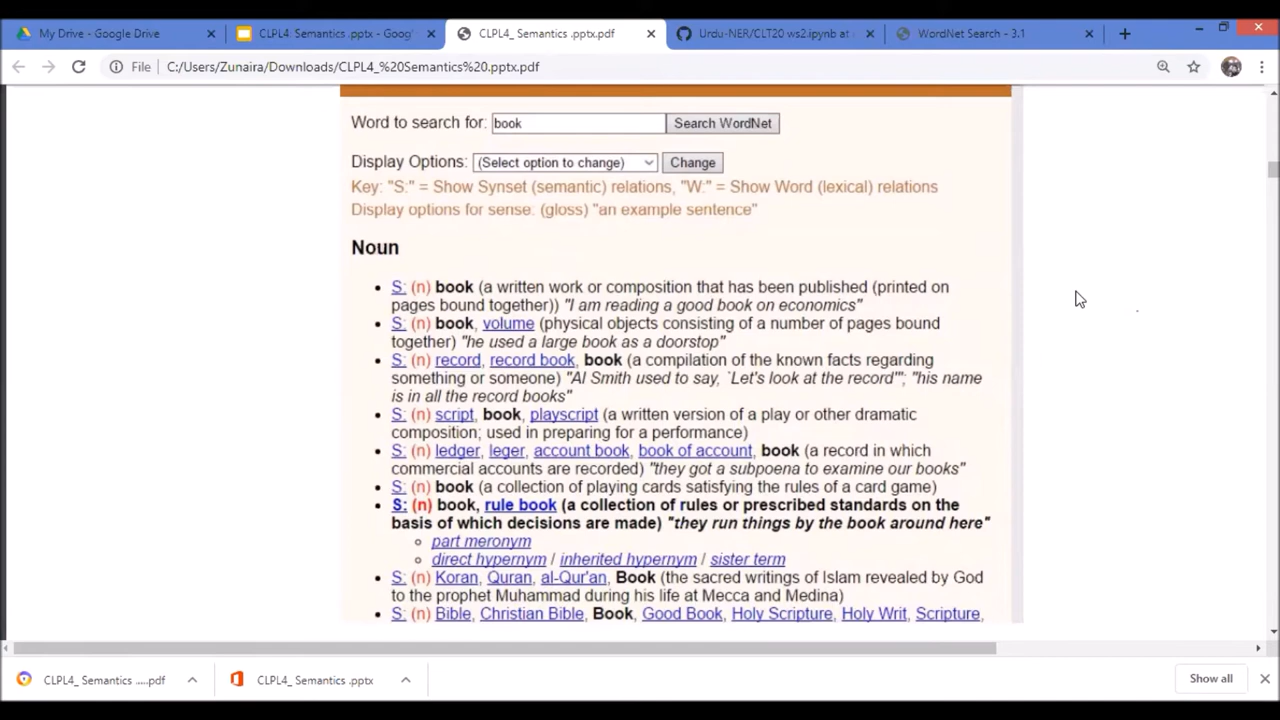 My Drive - Google Drive
CLPL4. Semantics .pptx - Goog
CLPL4_ Semantics .pptx.pdf
Urdu-NER/CLT20 ws2.ipynb at
WordNet Search - 3.1
File C:/Users/Zunaira/Downloads/CLPL4_%20Semantics%20.pptx.pdf
Word to search for: book Search WordNet
Display Options: (Select option to change) Change
Key: "S:" = Show Synset (semantic) relations, "W:" = Show Word (lexical) relations
Display options for sense: (gloss) "an example sentence"
Noun
• S: (n) book (a written work or composition that has been published (printed on
pages bound together)) "I am reading a good book on economics"
• S: (n) book, volume (physical objects consisting of a number of pages bound
together) "he used a large book as a doorstop"
• S: (n) record, record book, book (a compilation of the known facts regarding
something or someone) "Al Smith used to say, `Let's look at the record'"; "his name
is in all the record books"
• S: (n) script, book, playscript (a written version of a play or other dramatic
composition; used in preparing for a performance)
• S: (n) ledger, leger, account book, book of account, book (a record in which
commercial accounts are recorded) "they got a subpoena to examine our books"
• S: (n) book (a collection of playing cards satisfying the rules of a card game)
• S: (n) book, rule book (a collection of rules or prescribed standards on the
basis of which decisions are made) "they run things by the book around here"
○ part meronym
○ direct hypernym / inherited hypernym / sister term
• S: (n) Koran, Quran, al-Qur'an, Book (the sacred writings of Islam revealed by God
to the prophet Muhammad during his life at Mecca and Medina)
• S: (n) Bible, Christian Bible, Book, Good Book, Holy Scripture, Holy Writ, Scripture,
CLPL4_ Semantics .....pdf
CLPL4_ Semantics .pptx
Show all